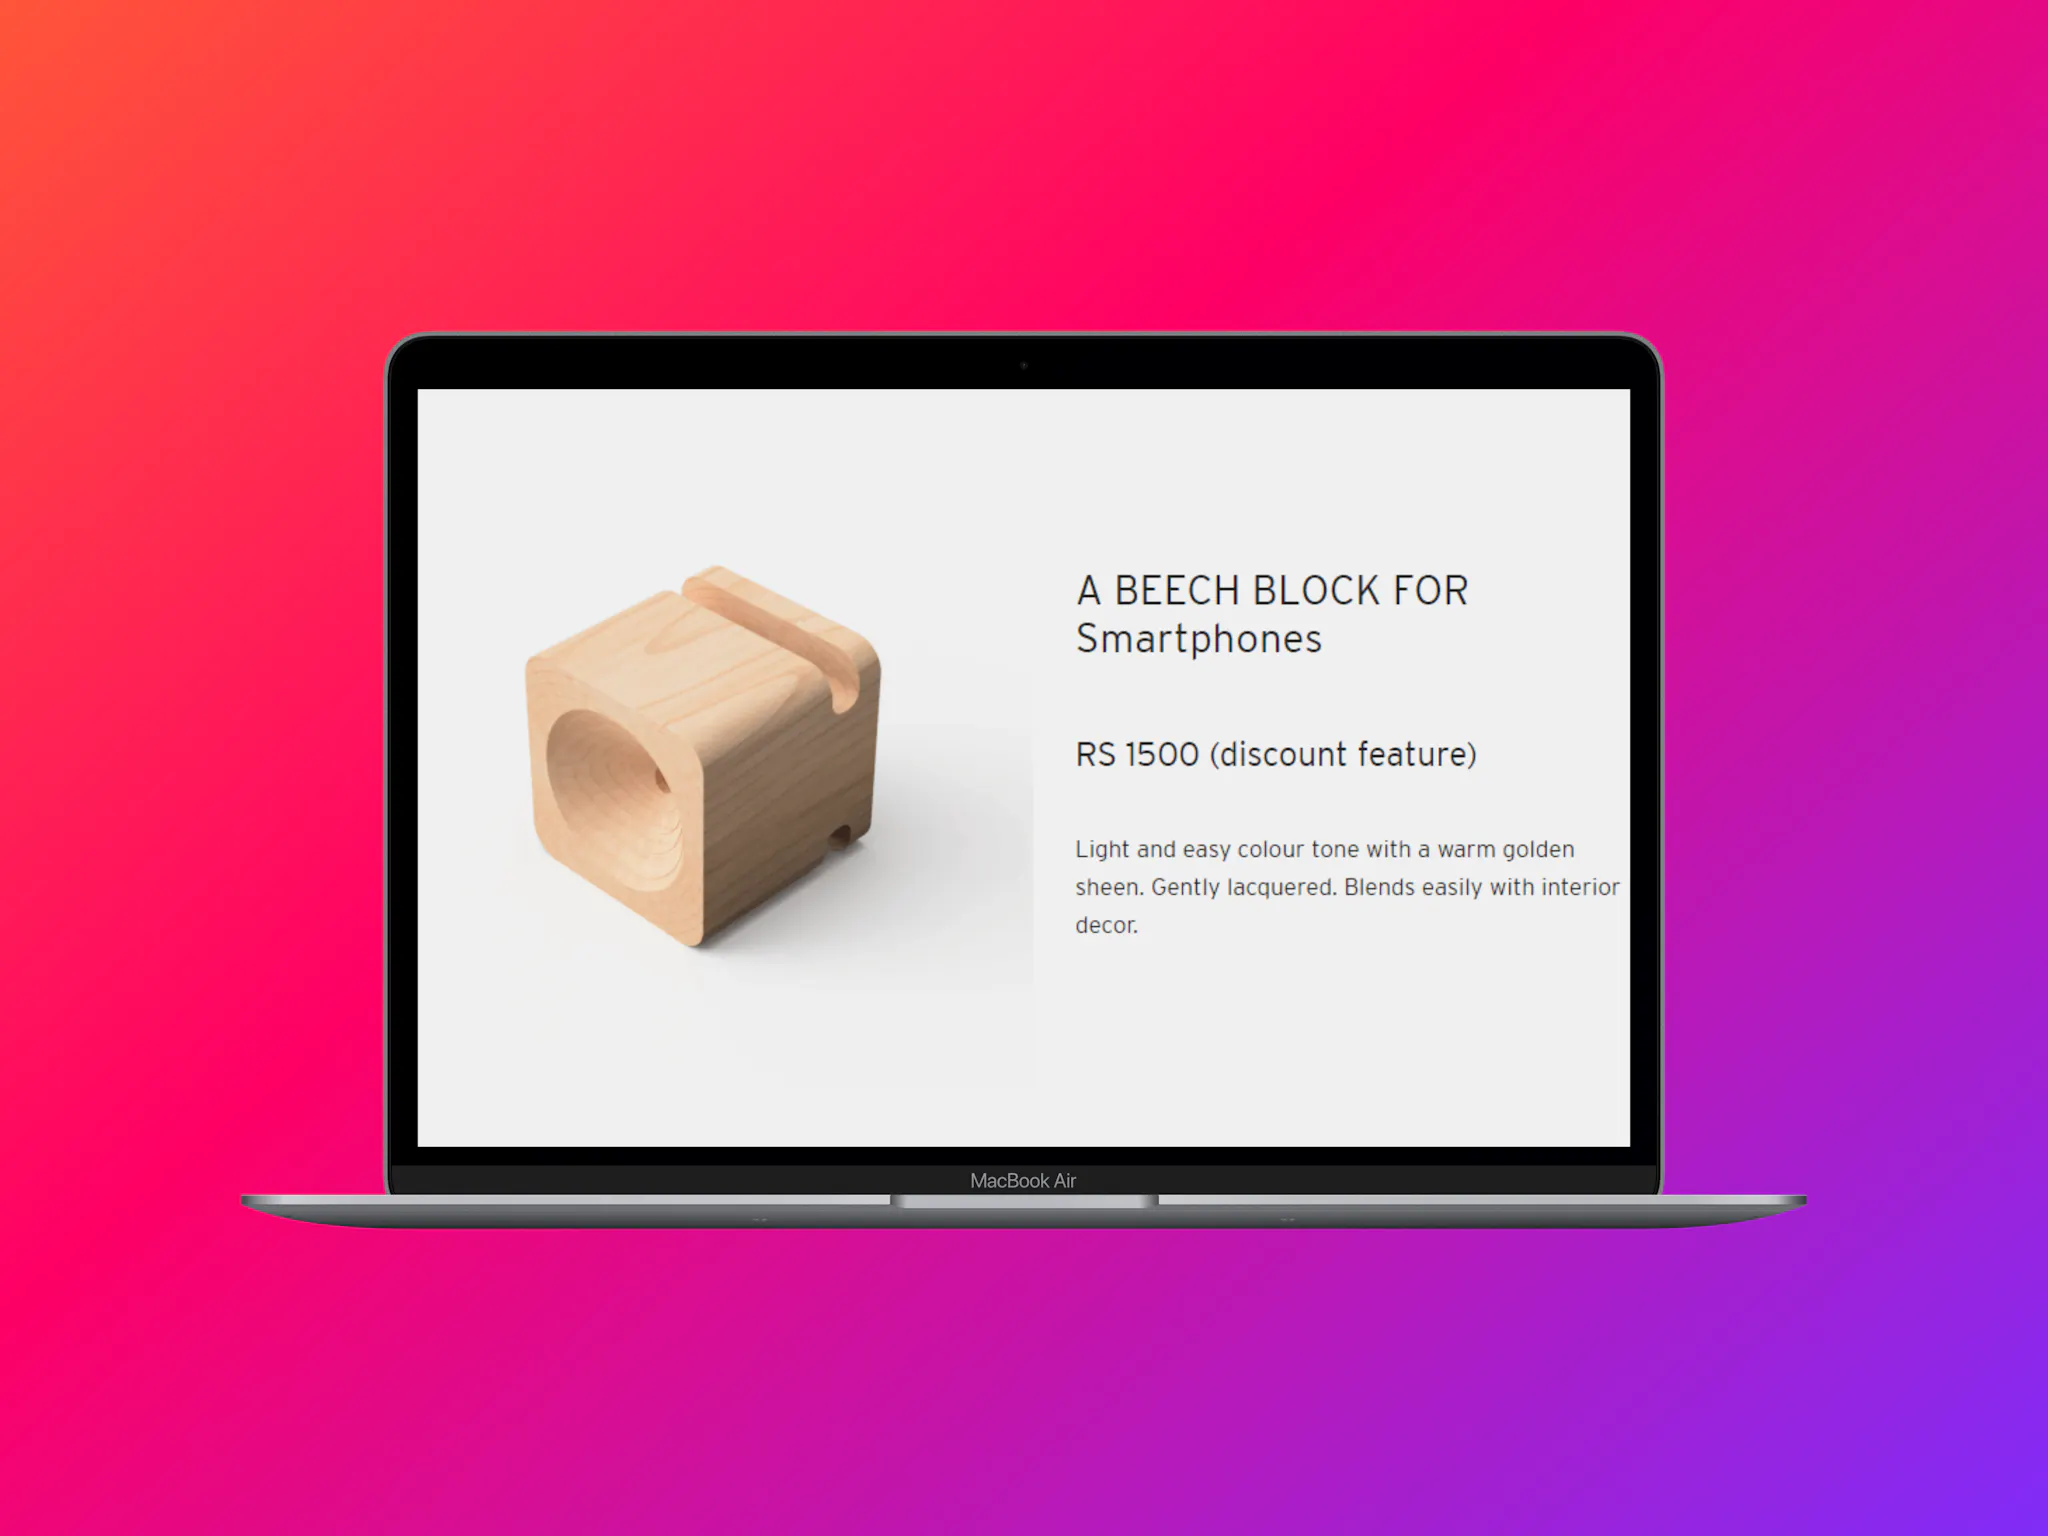 A BEECH BLOCK FOR
Smartphones
RS 1500 (discount feature)
Light and easy colour tone with a warm golden
sheen. Gently lacquered. Blends easily with interior
decor.
MacBook Air